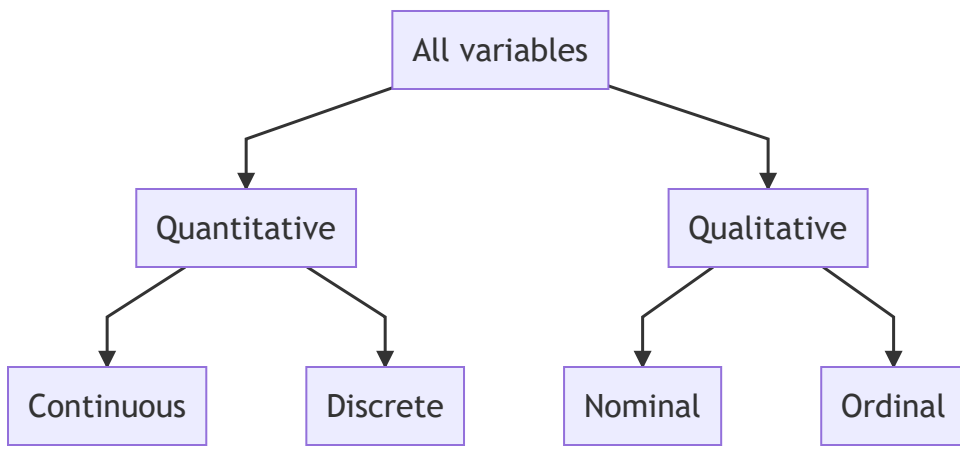 All variables
Quantitative
Qualitative
Continuous
Discrete
Nominal
Ordinal